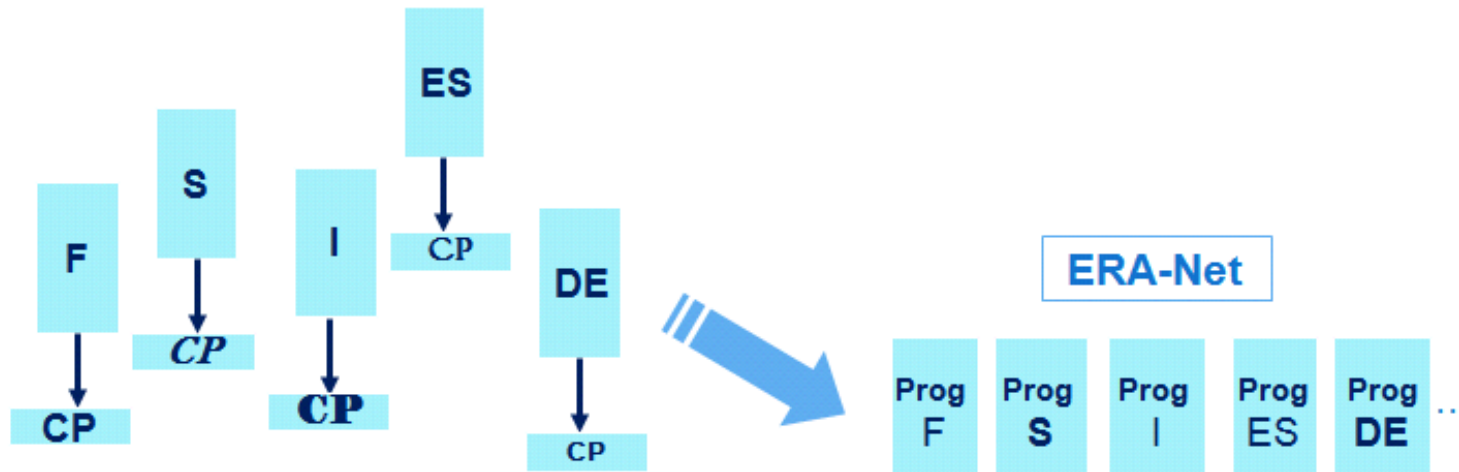 F
CP
S
CP
I
CP
ES
CP
DE
CP
ERA-Net
Prog
F
Prog
S
Prog
I
Prog
ES
Prog
DE
..